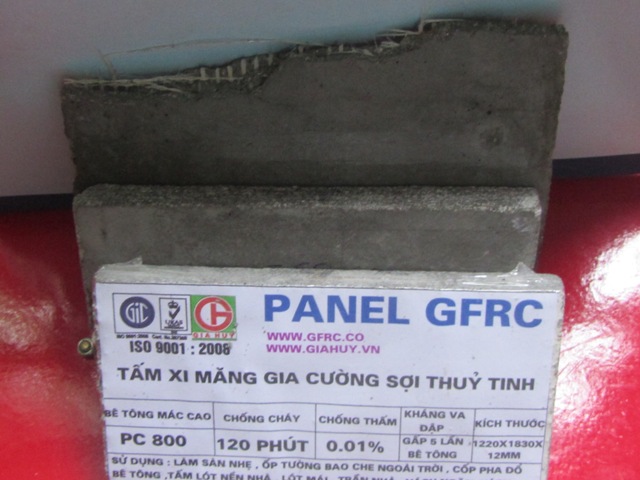 PANEL GFRC
GIC
UKAS
GIA HUY
WWW.GFRC.CO
ISO 9001 : 2008
WWW.GIAHUY.VN
TẤM XI MĂNG GIA CƯỜNG SỢI THUỶ TINH
BÊ TÔNG MÁC CAO CHỐNG CHÁY CHỐNG THẤM KHÁNG VA ĐẬP KÍCH THƯỚC
PC 800 120 PHÚT 0.01% GẤP 5 LẦN BÊ TÔNG 1220X1830X 12MM
SỬ DỤNG : LÀM SÀN NHẸ , ỐP TƯỜNG BAO CHE NGOÀI TRỜI , CỐP PHA ĐỔ
BÊ TÔNG ,TẤM LÓT NỀN NHÀ , LÓT MÁI , TRẦN NHÀ